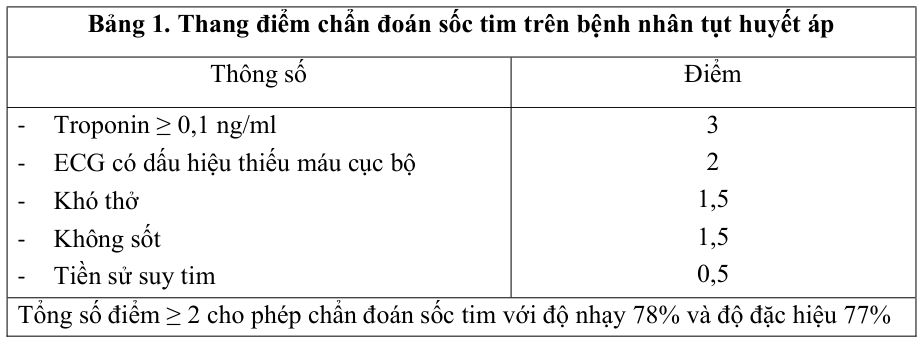 Bảng 1. Thang điểm chẩn đoán sốc tim trên bệnh nhân tụt huyết áp
Thông số Điểm
- Troponin ≥ 0,1 ng/ml 3
- ECG có dấu hiệu thiếu máu cục bộ 2
- Khó thở 1,5
- Không sốt 1,5
- Tiền sử suy tim 0,5
Tổng số điểm ≥ 2 cho phép chẩn đoán sốc tim với độ nhạy 78% và độ đặc hiệu 77%